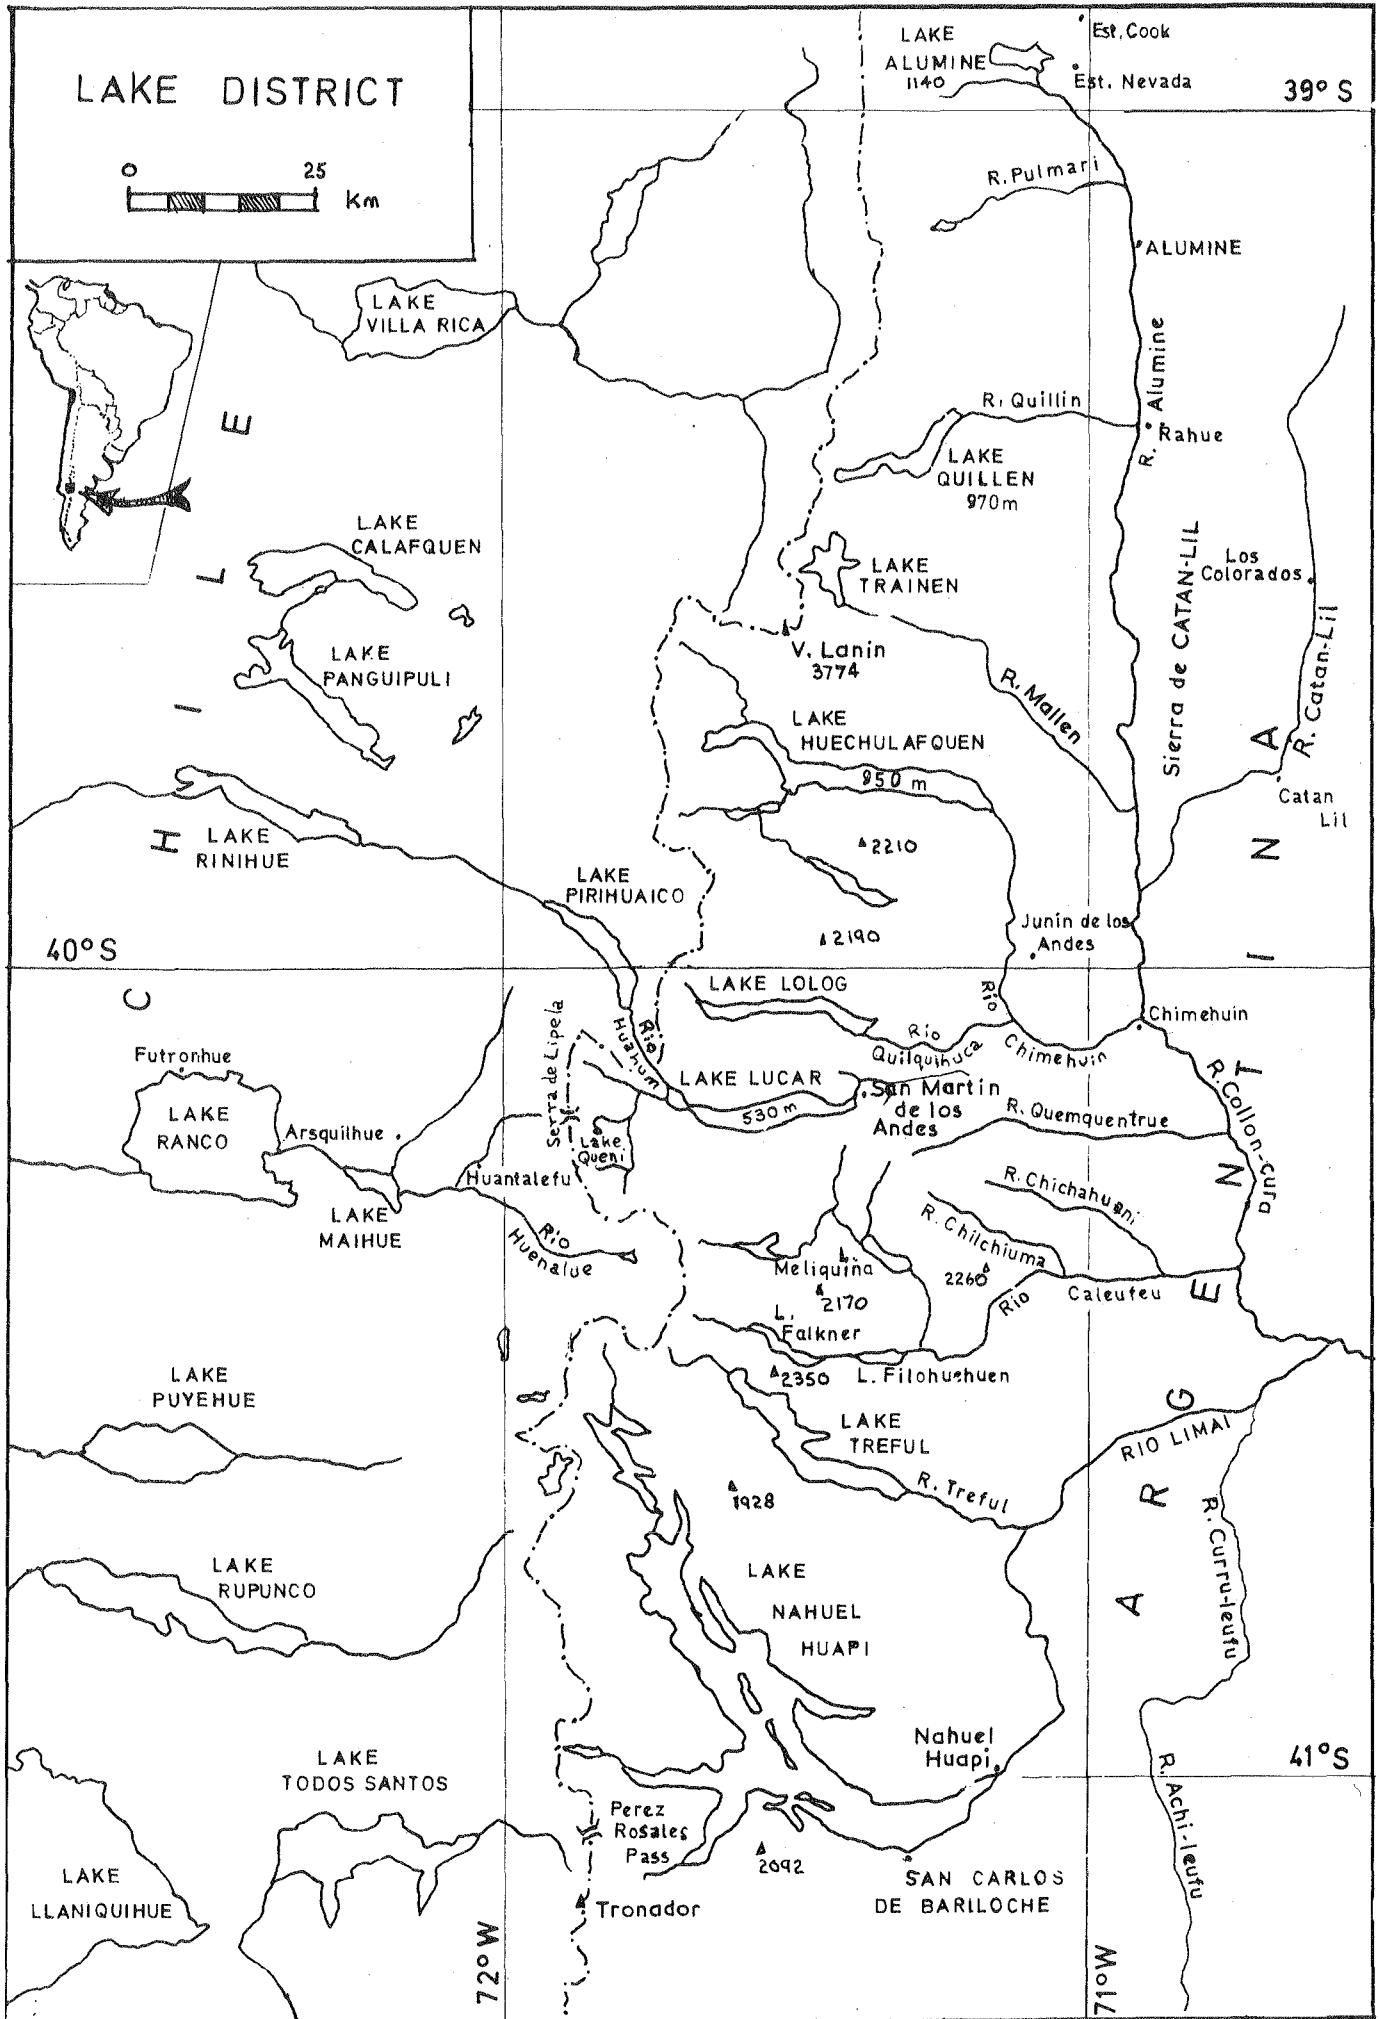 LAKE DISTRICT
0 25
Km
LAKE
ALUMINE
1140
Est. Cook
Est. Nevada
39° S
R. Pulmari
ALUMINE
LAKE
VILLA RICA
R. Alumine
R. Quillin
Rahue
LAKE
QUILLEN
970m
LAKE
CALAFQUEN
LAKE
TRAINEN
Los
Colorados
Sierra de CATAN-LIL
R. Catan-Lil
V. Lanin
3774
LAKE
PANGUIPULI
R. Mallen
LAKE
HUECHULAFQUEN
950 m
Catan
Lil
LAKE
RINIHUE
2210
LAKE
PIRIHUAICO
Junin de los
Andes
2190
40° S
LAKE LOLOG
Rio
Chimehuin
Chimehuin
Rio
Quilquihuca
Serra de Lipela
Rio
Huahum
Futronhue
LAKE
RANCO
LAKE LUCAR
530 m
San Martin
de los
Andes
R. Collon-Cura
R. Quemquentrue
Arsquilhue
Lake
Queni
Huantalefu
R. Chichahuani
R. Chilchiuma
LAKE
MAIHUE
Rio
Huenalue
Meliquiña
2260
2170
Rio
Caleufeu
L.
Falkner
2350
L. Filohuehuen
LAKE
PUYEHUE
LAKE
TREFUL
RIO LIMAI
R. Treful
1928
R. Curru-leufu
LAKE
RUPUNCO
LAKE
NAHUEL
HUAPI
Nahuel
Huapi
41° S
LAKE
TODOS SANTOS
Perez
Rosales
Pass
R. Achi-leufu
2092
LAKE
LLANIQUIHUE
SAN CARLOS
DE BARILOCHE
Tronador
72° W
71° W
CHILE
ARGENTINA